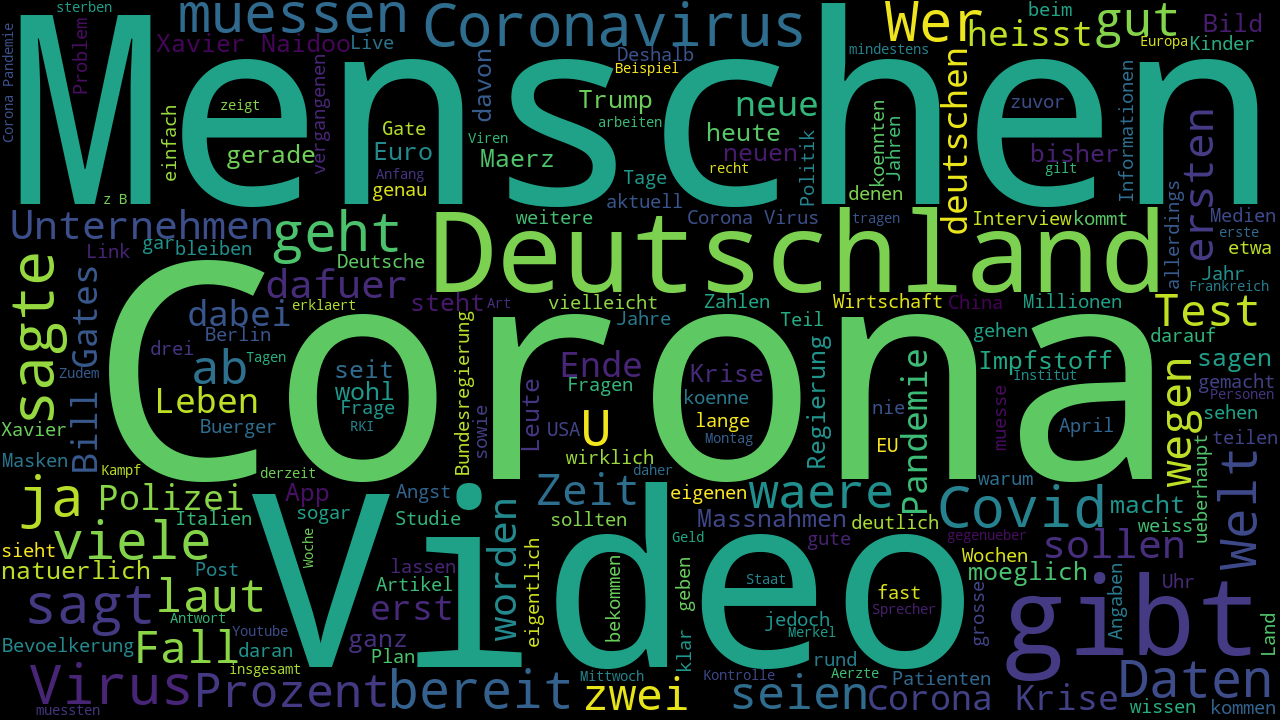 sterben
Menschen
muessen
Coronavirus
Wer
heisst
beim
gut
Bild
Corona Pandemie
Problem
Xavier Naidoo
Live
vergangenen
davon
Deshalb
Beispiel
mindestens
Europa
Kinder
einfach
zeigt
Gate
Trump
neue
deutschen
zuvor
Informationen
gerade
Euro
Viren
Maerz
arbeiten
heute
neuen
Politik
koennten
Jahren
bisher
ersten
Anfang
genau
recht
gilt
z B
Tage
aktuell
denen
Unternehmen
geht
Deutschland
weitere
Corona Virus
tragen
Interview
kommt
allerdings
Medien
erste
etwa
Link
gar
bleiben
Deutsche
sagte
Bill Gates
dafuer
steht
Art
erklaert
vielleicht
Zahlen
Wirtschaft
China
Millionen
Jahr
Frankreich
Corona
dabei
Berlin
drei
Tagen
Zudem
ab
seit
wohl
Frage
RKI
Leben
Buerger
Bundesregierung
sowie
Jahre
Ende
Fragen
Leute
USA
U
wirklich
Teil
Krise
koenne
lange
Montag
daher
Regierung
nie
EU
Pandemie
gehen
Impfstoff
Institut
muesse
April
Test
darauf
sagen
gemacht
Personen
sehen
Wegen
teilen
Xavier
Masken
Kampf
derzeit
ja
Polizei
App
sogar
Angst
Studie
Italien
Zeit
sollten
eigenen
waere
Massnahmen
deutlich
warum
Covid
macht
weiss
ueberhaupt
Welt
viele
sieht
natuerlich
Post
Woche
Video
worden
eigentlich
bekommen
Geld
geben
gute
gegenueber
Wochen
sollen
moeglich
Uhr
sagt
laut
Antwort
lassen
Artikel
erst
Staat
fast
Sprecher
jedoch
Merkel
grosse
gibt
Angaben
Land
Bevoelkerung
Fall
Youtube
daran
insgesamt
ganz
Plan
klar
rund
Virus
muessten
Prozent
bereit
Mittwoch
zwei
Kontrolle
seien
Aerzte
Patienten
Corona Krise
Daten
wissen
kommen